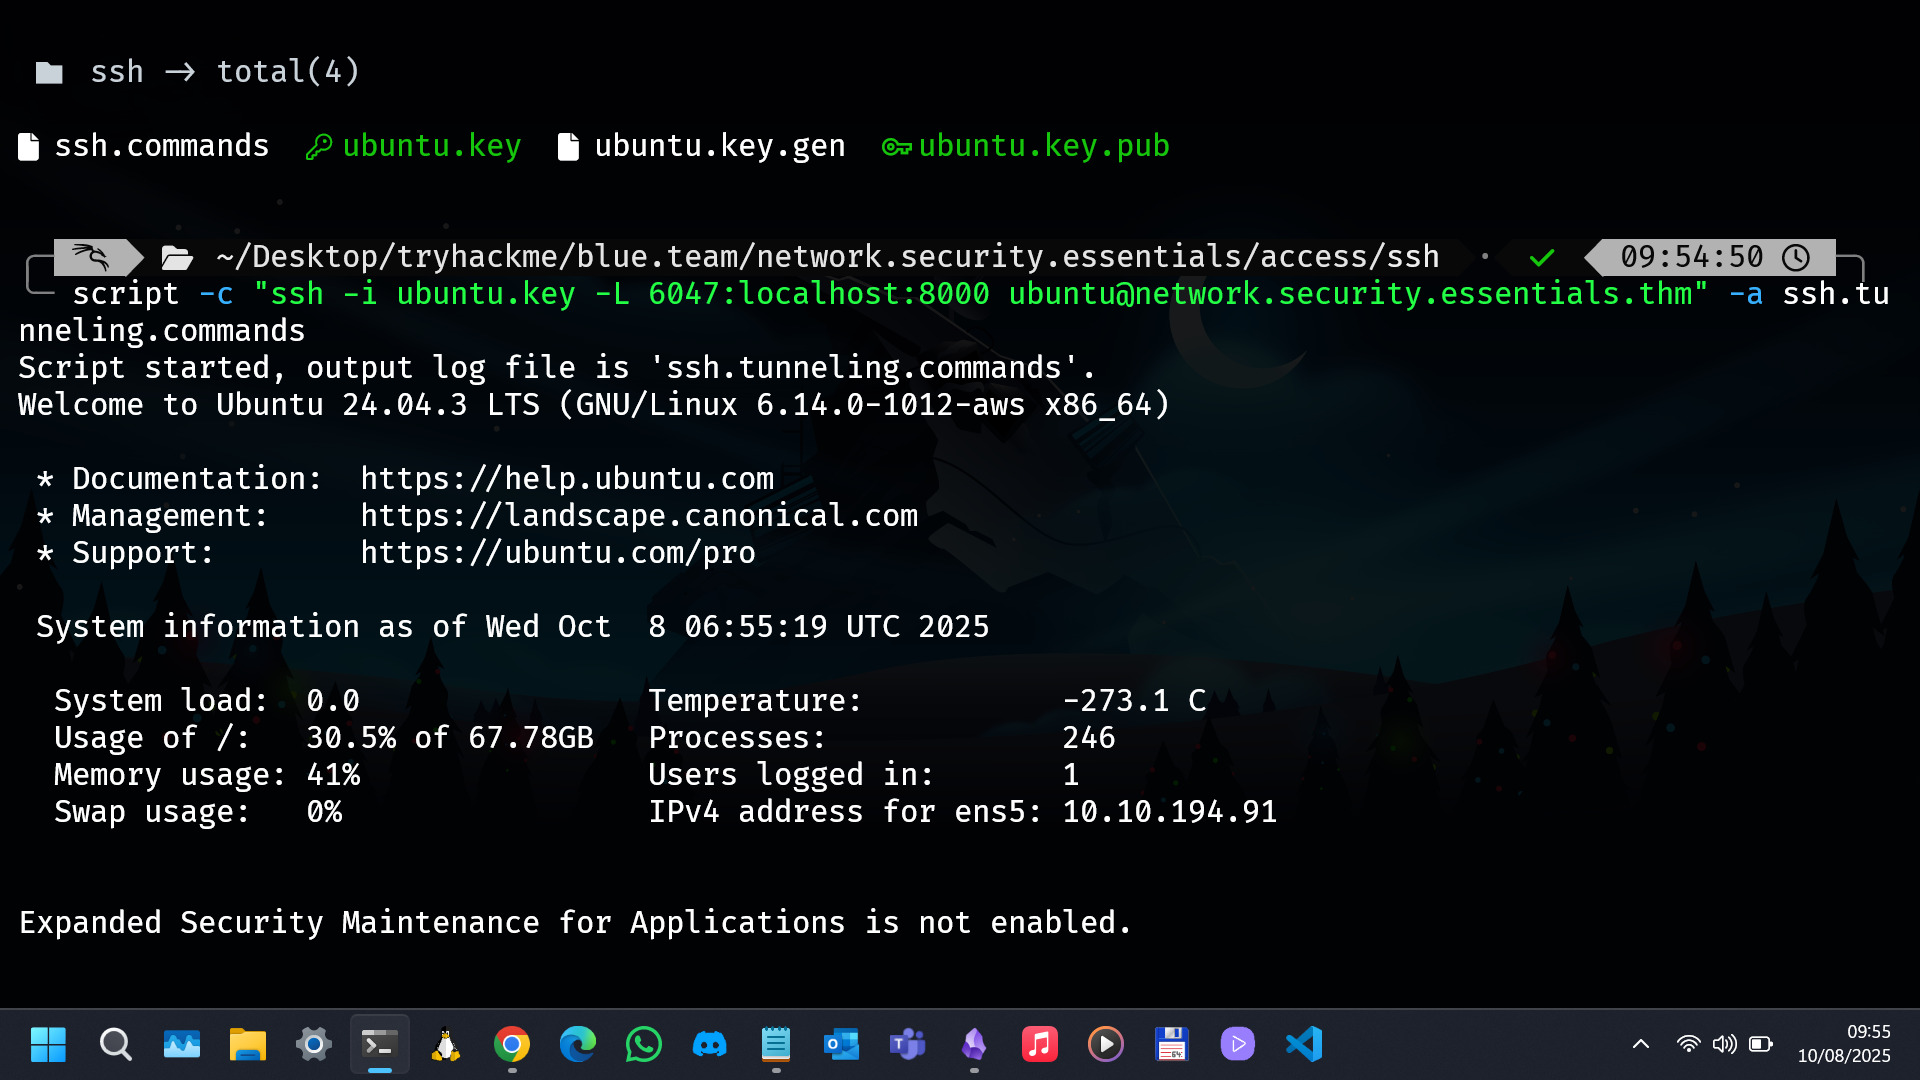 ssh → total(4)
ssh.commands ubuntu.key ubuntu.key.gen ubuntu.key.pub
~/Desktop/tryhackme/blue.team/network.security.essentials/access/ssh · ✓ 09:54:50
script -c "ssh -i ubuntu.key -L 6047:localhost:8000 ubuntu@network.security.essentials.thm" -a ssh.tu
nneling.commands
Script started, output log file is 'ssh.tunneling.commands'.
Welcome to Ubuntu 24.04.3 LTS (GNU/Linux 6.14.0-1012-aws x86_64)
* Documentation:  https://help.ubuntu.com
* Management:     https://landscape.canonical.com
* Support:        https://ubuntu.com/pro
System information as of Wed Oct  8 06:55:19 UTC 2025
System load:  0.0                Temperature:           -273.1 C
Usage of /:   30.5% of 67.78GB   Processes:             246
Memory usage: 41%                Users logged in:       1
Swap usage:   0%                 IPv4 address for ens5: 10.10.194.91
Expanded Security Maintenance for Applications is not enabled.
09:55
10/08/2025